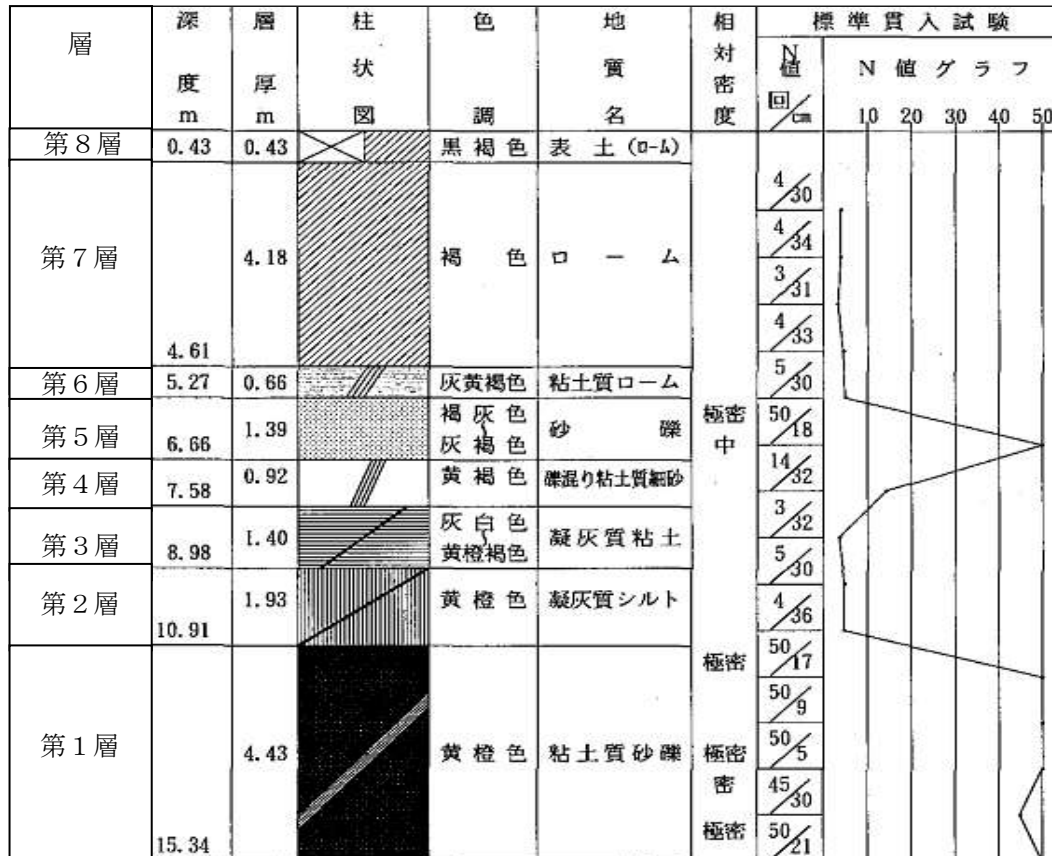 層 深度m 層厚m 柱状図 色調 地質名 相対密度 標準貫入試験
N値 回/cm N値グラフ
10 20 30 40 50
第8層 0.43 0.43 黒褐色 表土(ローム)
第7層 4.61 4.18 褐色 ローム
第6層 5.27 0.66 灰黄褐色 粘土質ローム
第5層 6.66 1.39 褐灰色〜灰褐色 砂礫 極密
第4層 7.58 0.92 黄褐色 礫混り粘土質細砂 中
第3層 8.98 1.40 灰白色〜黄橙褐色 凝灰質粘土
第2層 10.91 1.93 黄橙色 凝灰質シルト
第1層 15.34 4.43 黄橙色 粘土質砂礫 極密 極密 密 極密
4/30
4/34
3/31
4/33
5/30
50/18
14/32
3/32
5/30
4/36
50/17
50/9
50/5
45/30
50/21